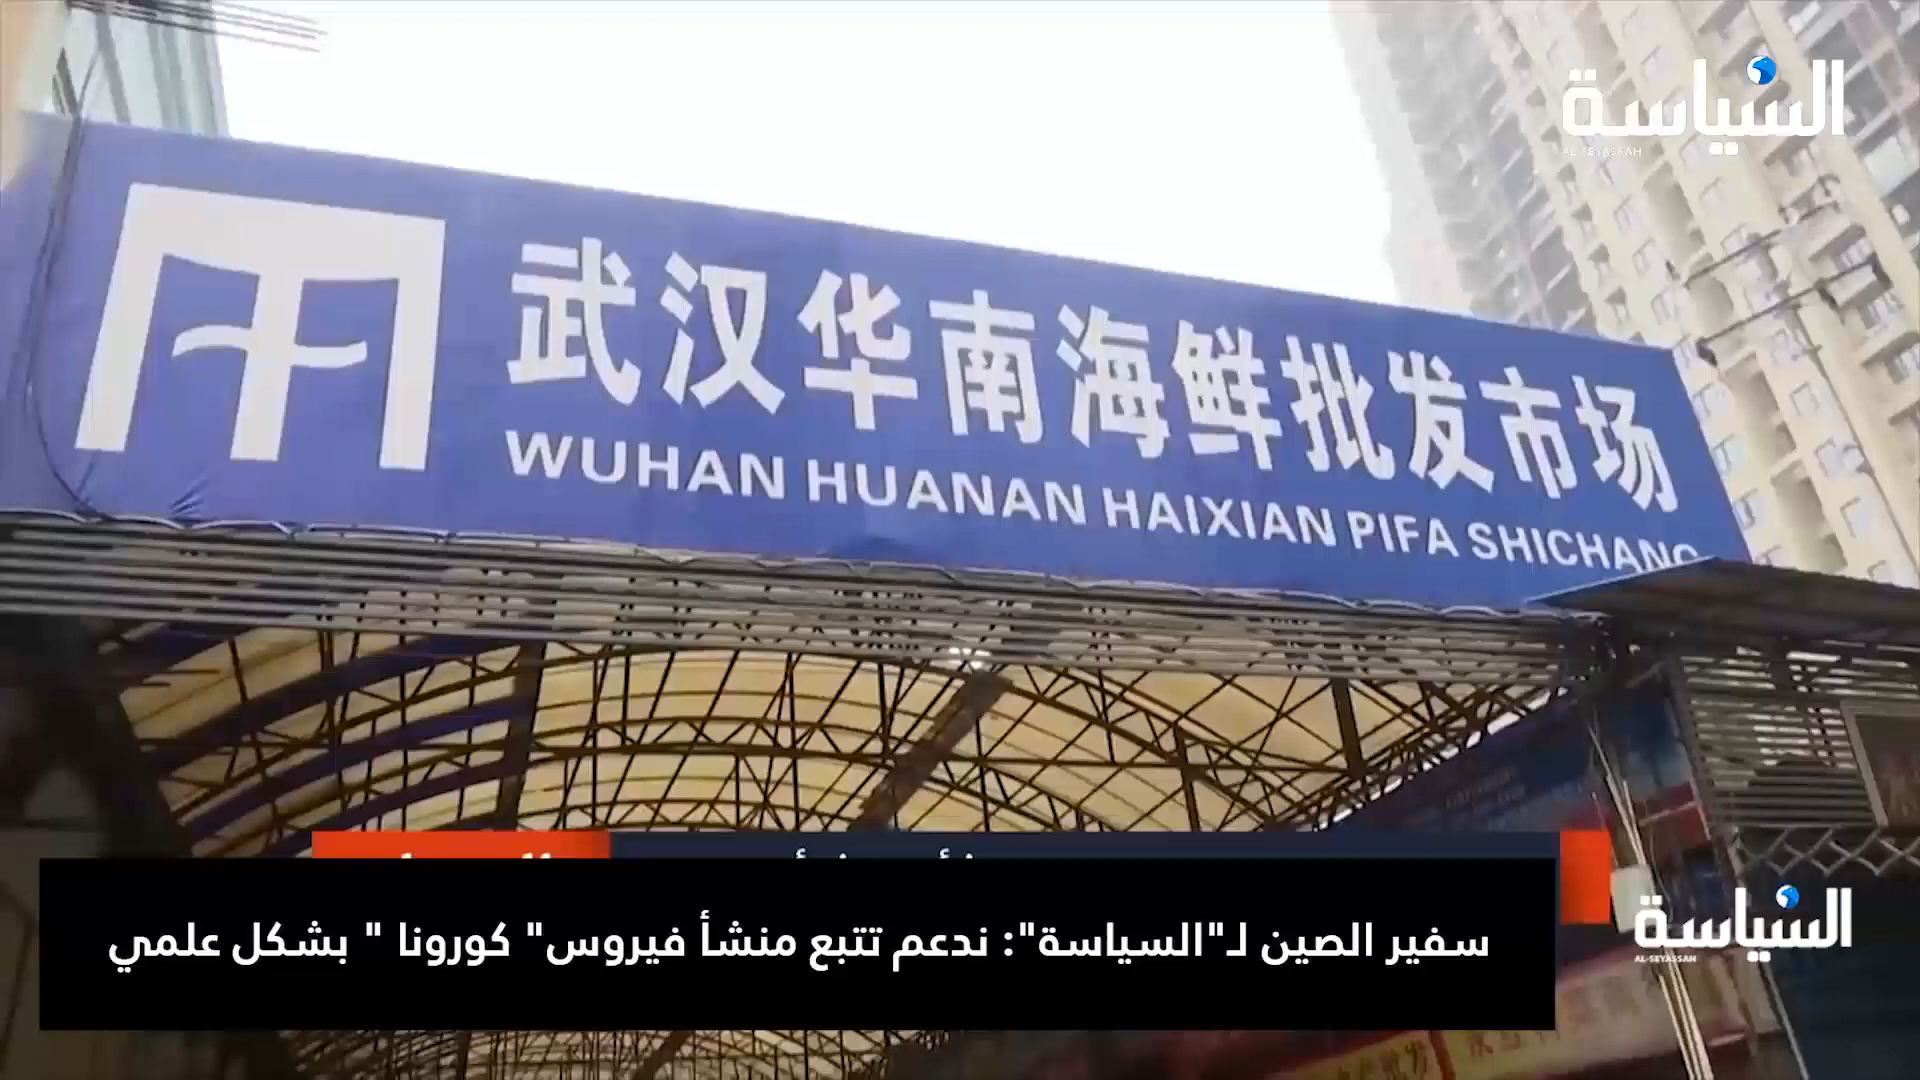 السياسة
AL-SEYASSAH
武汉华南海鲜批发市场
WUHAN HUANAN HAIXIAN PIFA SHICHANG
سفير الصين لـ"السياسة": ندعم تتبع منشأ فيروس" كورونا " بشكل علمي
السياسة
AL-SEYASSAH